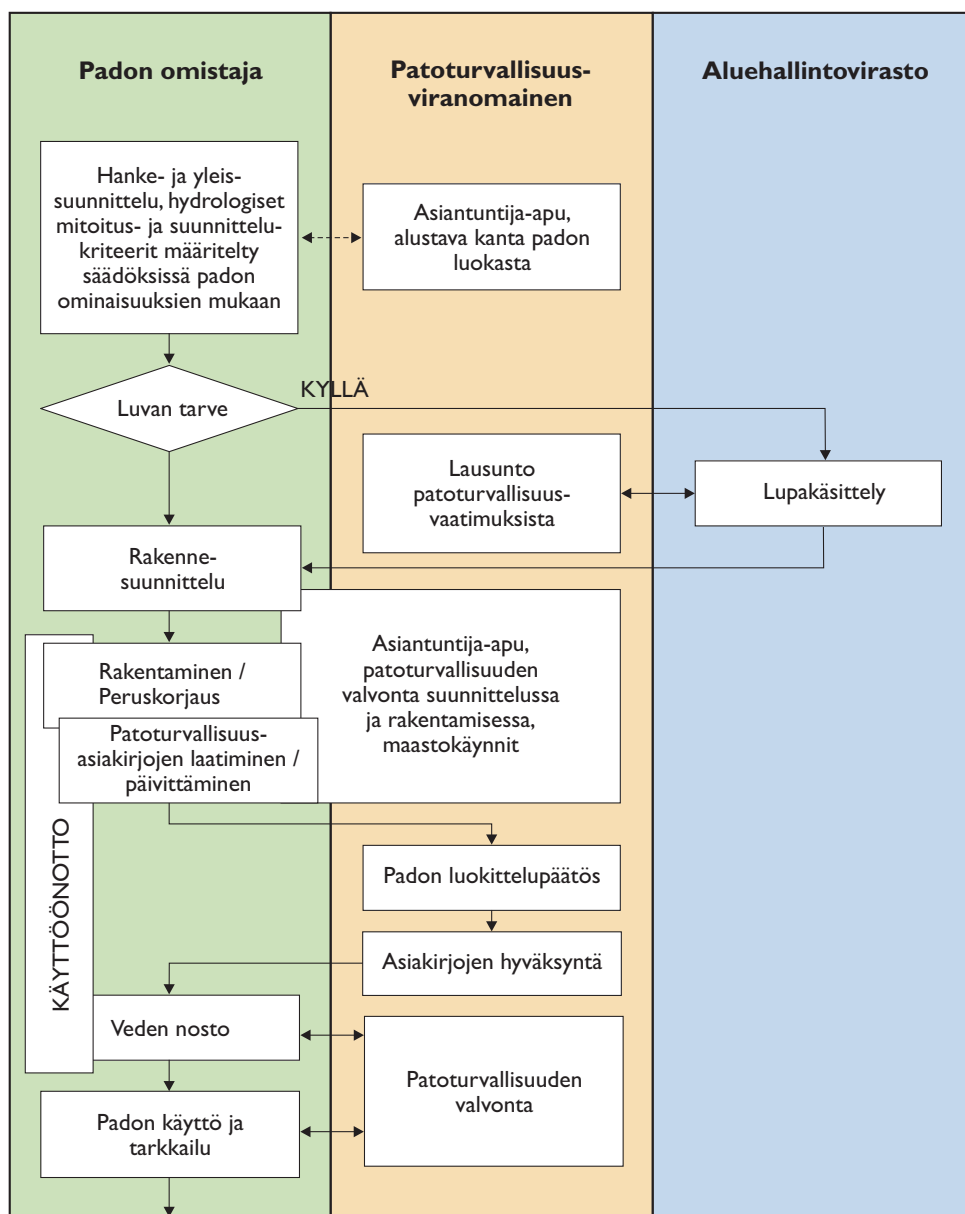 Padon omistaja
Patoturvallisuus-
viranomainen
Aluehallintovirasto
Hanke- ja yleis-
suunnittelu, hydrologiset
mitoitus- ja suunnittelu-
kriteerit määritelty
säädöksissä padon
ominaisuuksien mukaan
Asiantuntija-apu,
alustava kanta padon
luokasta
KYLLÄ
Luvan tarve
Lausunto
patoturvallisuus-
vaatimuksista
Lupakäsittely
Rakenne-
suunnittelu
Rakentaminen /
Peruskorjaus
Asiantuntija-apu,
patoturvallisuuden
valvonta suunnittelussa
ja rakentamisessa,
maastokäynnit
Patoturvallisuus-
asiakirjojen laatiminen /
päivittäminen
KÄYTTÖÖNOTTO
Padon luokittelupäätös
Asiakirjojen hyväksyntä
Veden nosto
Patoturvallisuuden
valvonta
Padon käyttö ja
tarkkailu